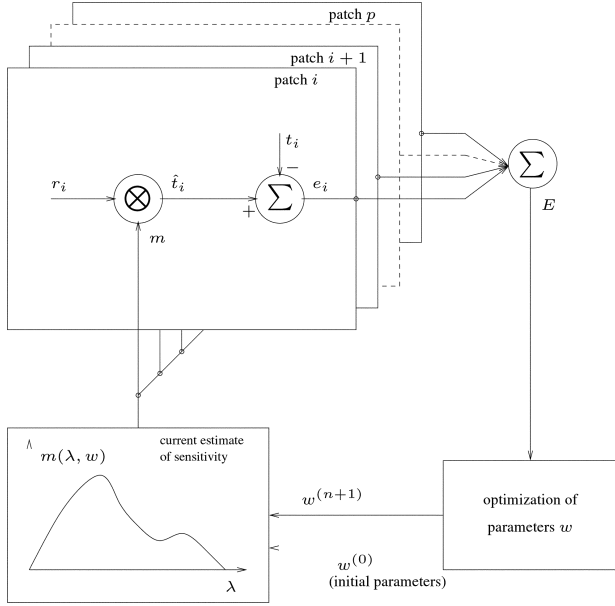 patch p
patch i + 1
patch i
t_i
−
r_i
⊗
t̂_i
∑
e_i
+
m
∑
E
m(λ, w)
current estimate
of sensitivity
λ
w^(n+1)
w^(0)
(initial parameters)
optimization of
parameters w